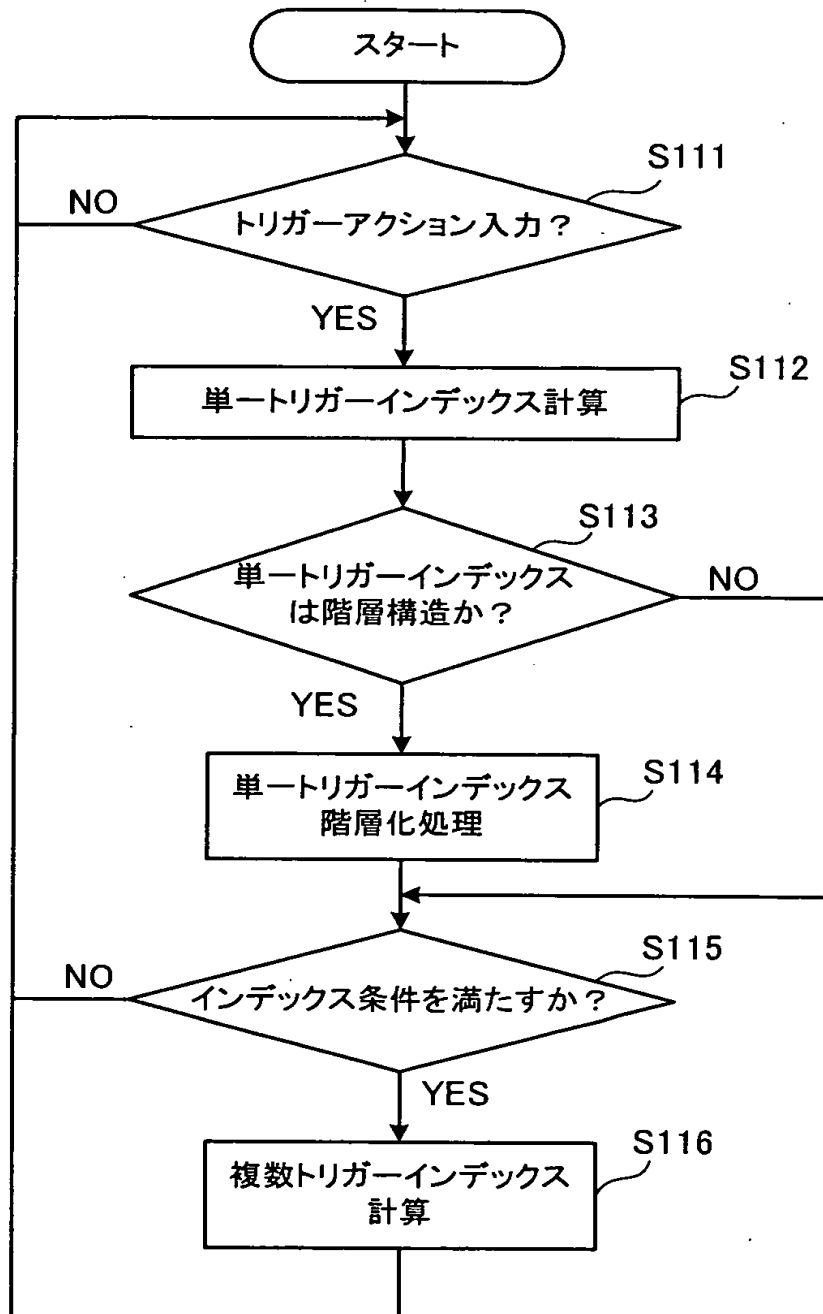 スタート
S111
NO
トリガーアクション入力？
YES
S112
単一トリガーインデックス計算
S113
単一トリガーインデックス
は階層構造か？
NO
YES
S114
単一トリガーインデックス
階層化処理
S115
NO
インデックス条件を満たすか？
YES
S116
複数トリガーインデックス
計算